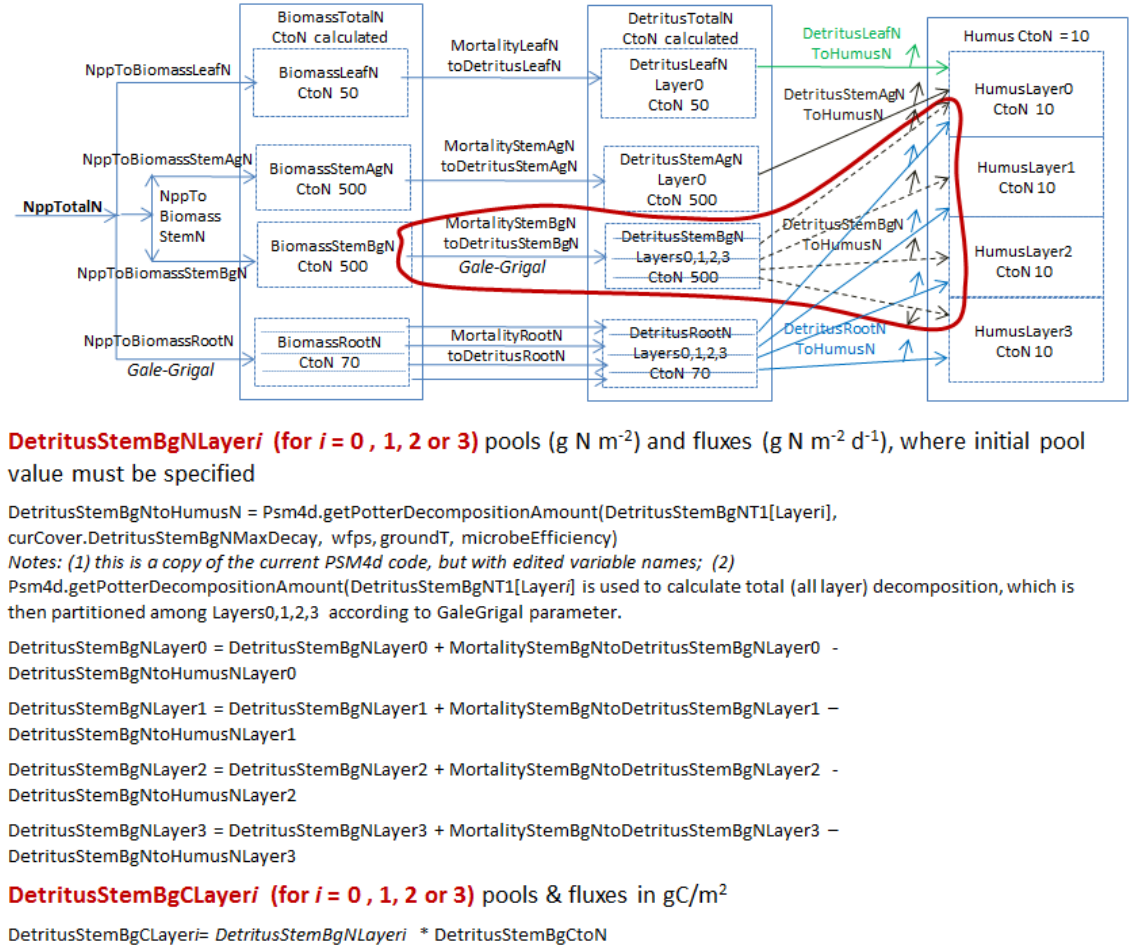 BiomassTotalN
CtoN calculated
DetritusTotalN
CtoN calculated
Humus CtoN = 10
NppToBiomassLeafN
BiomassLeafN
CtoN 50
MortalityLeafN
toDetritusLeafN
DetritusLeafN
Layer0
CtoN 50
DetritusLeafN
ToHumusN
HumusLayer0
CtoN 10
NppToBiomassStemAgN
BiomassStemAgN
CtoN 500
MortalityStemAgN
toDetritusStemAgN
DetritusStemAgN
Layer0
CtoN 500
DetritusStemAgN
ToHumusN
HumusLayer1
CtoN 10
NppTotalN
NppTo
Biomass
StemN
NppToBiomassStemBgN
BiomassStemBgN
CtoN 500
MortalityStemBgN
toDetritusStemBgN
Gale-Grigal
DetritusStemBgN
Layers0,1,2,3
CtoN 500
DetritusStemBgN
ToHumusN
HumusLayer2
CtoN 10
NppToBiomassRootN
Gale-Grigal
BiomassRootN
CtoN 70
MortalityRootN
toDetritusRootN
DetritusRootN
Layers0,1,2,3
CtoN 70
DetritusRootN
ToHumusN
HumusLayer3
CtoN 10
DetritusStemBgNLayeri (for i = 0 , 1, 2 or 3) pools (g N m-2) and fluxes (g N m-2 d-1), where initial pool
value must be specified
DetritusStemBgNtoHumusN = Psm4d.getPotterDecompositionAmount(DetritusStemBgNT1[Layeri],
curCover.DetritusStemBgNMaxDecay, wfps, groundT, microbeEfficiency)
Notes: (1) this is a copy of the current PSM4d code, but with edited variable names; (2)
Psm4d.getPotterDecompositionAmount(DetritusStemBgNT1[Layeri] is used to calculate total (all layer) decomposition, which is
then partitioned among Layers0,1,2,3 according to GaleGrigal parameter.
DetritusStemBgNLayer0 = DetritusStemBgNLayer0 + MortalityStemBgNtoDetritusStemBgNLayer0 -
DetritusStemBgNtoHumusNLayer0
DetritusStemBgNLayer1 = DetritusStemBgNLayer1 + MortalityStemBgNtoDetritusStemBgNLayer1 –
DetritusStemBgNtoHumusNLayer1
DetritusStemBgNLayer2 = DetritusStemBgNLayer2 + MortalityStemBgNtoDetritusStemBgNLayer2 -
DetritusStemBgNtoHumusNLayer2
DetritusStemBgNLayer3 = DetritusStemBgNLayer3 + MortalityStemBgNtoDetritusStemBgNLayer3 –
DetritusStemBgNtoHumusNLayer3
DetritusStemBgCLayeri (for i = 0 , 1, 2 or 3) pools & fluxes in gC/m2
DetritusStemBgCLayeri= DetritusStemBgNLayeri * DetritusStemBgCtoN